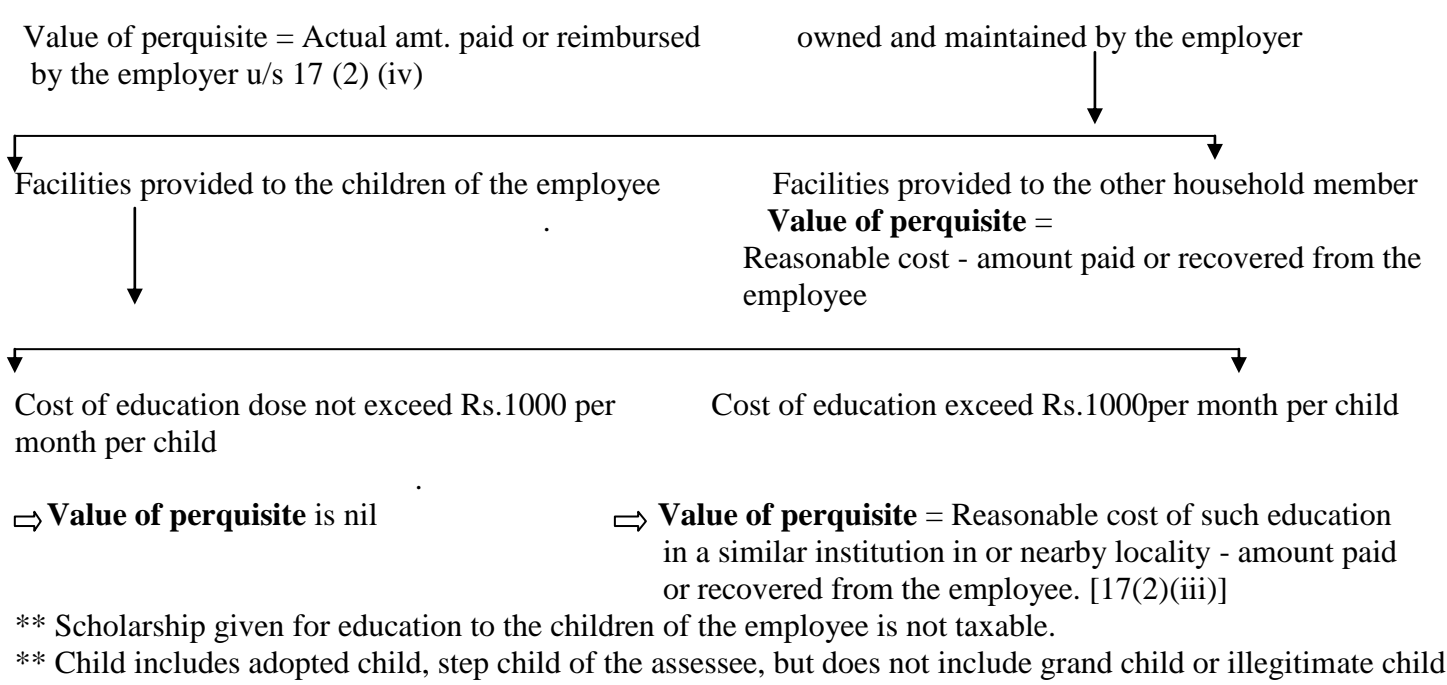 Value of perquisite = Actual amt. paid or reimbursed
by the employer u/s 17 (2) (iv)
owned and maintained by the employer
Facilities provided to the children of the employee
.
Facilities provided to the other household member
Value of perquisite =
Reasonable cost - amount paid or recovered from the
employee
Cost of education dose not exceed Rs.1000 per
month per child
.
Cost of education exceed Rs.1000per month per child
⇨ Value of perquisite is nil
⇨ Value of perquisite = Reasonable cost of such education
in a similar institution in or nearby locality - amount paid
or recovered from the employee. [17(2)(iii)]
** Scholarship given for education to the children of the employee is not taxable.
** Child includes adopted child, step child of the assessee, but does not include grand child or illegitimate child